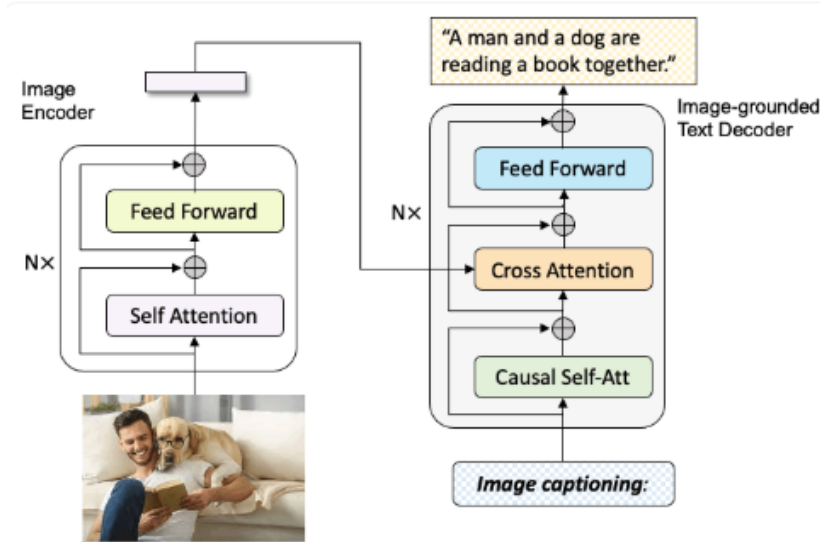 Image
Encoder
N×
Feed Forward
Self Attention
“A man and a dog are
reading a book together.”
Image-grounded
Text Decoder
N×
Feed Forward
Cross Attention
Causal Self-Att
Image captioning: